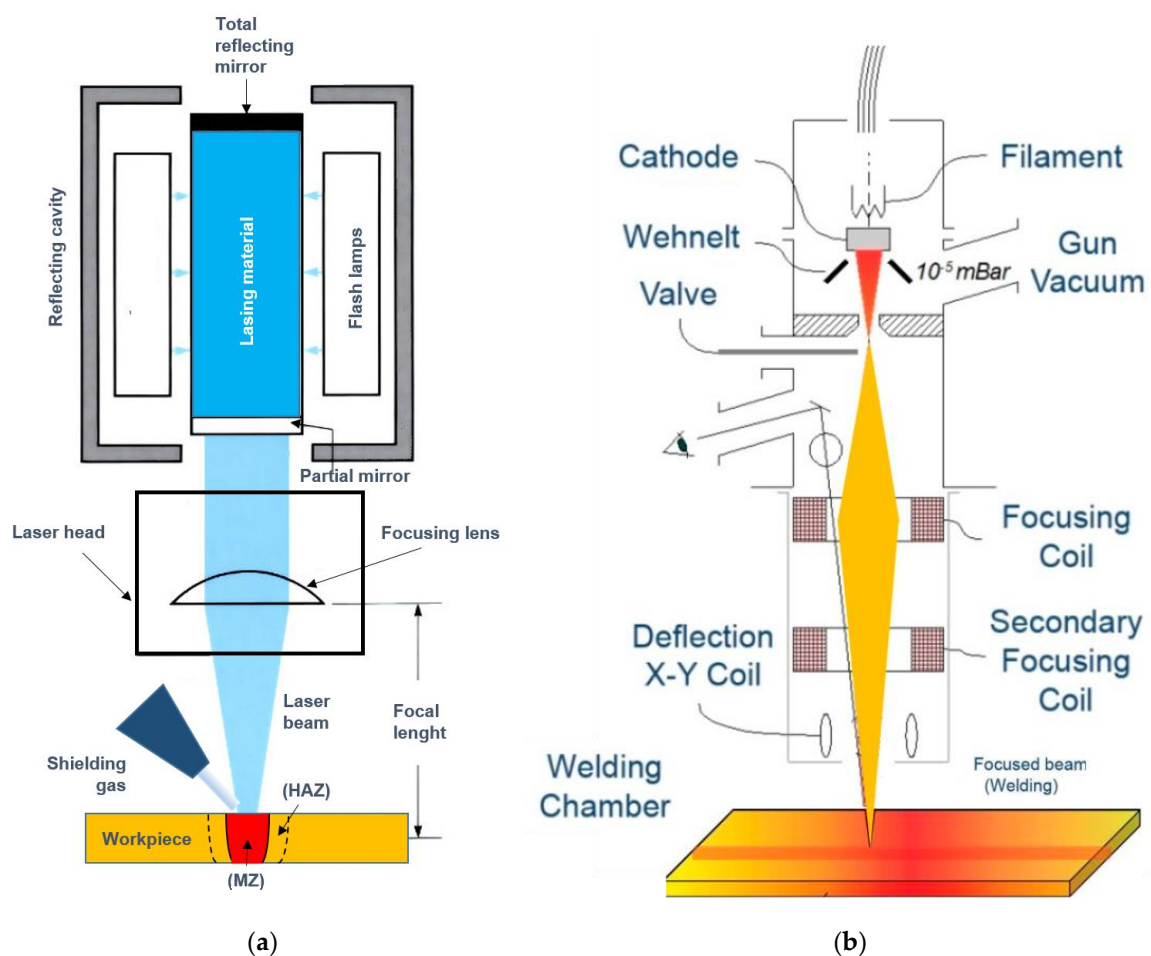 Total
reflecting
mirror
Reflecting cavity
Lasing material
Flash lamps
Partial mirror
Laser head
Focusing lens
Laser
beam
Focal
lenght
Shielding
gas
(HAZ)
Workpiece
(MZ)
(a)
Cathode
Filament
Wehnelt
10-5 mBar
Gun
Vacuum
Valve
Focusing
Coil
Deflection
X-Y Coil
Secondary
Focusing
Coil
Welding
Chamber
Focused beam
(Welding)
(b)